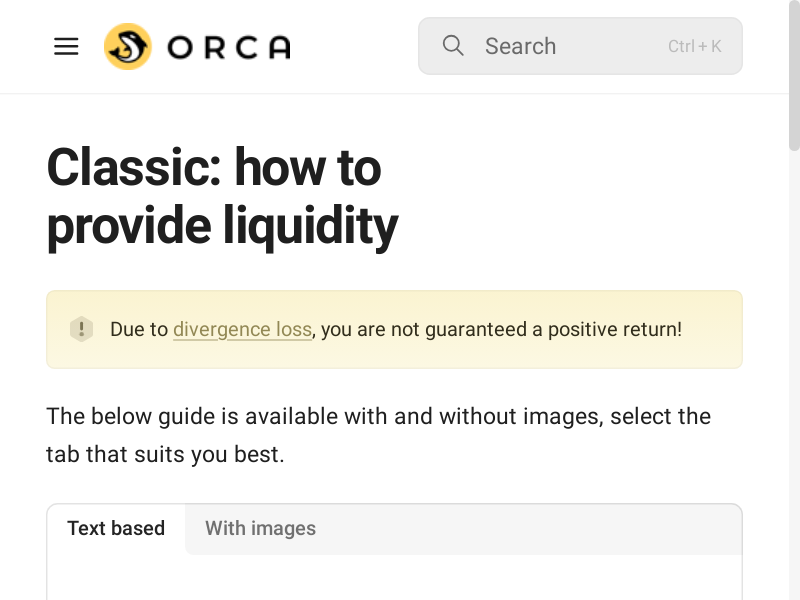 ORCA
Search
Ctrl + K
Classic: how to
provide liquidity
Due to divergence loss, you are not guaranteed a positive return!
The below guide is available with and without images, select the
tab that suits you best.
Text based
With images